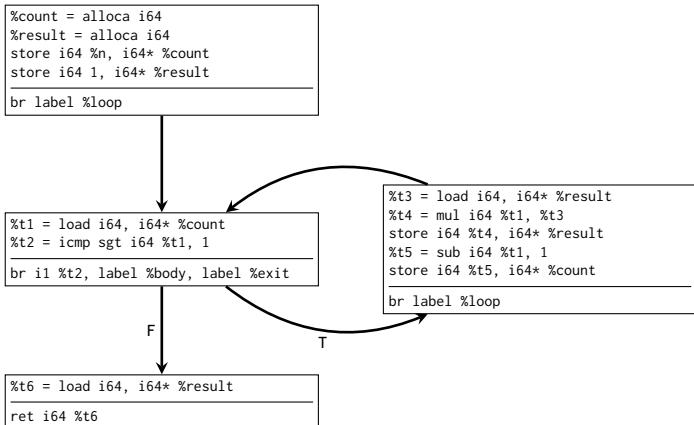 %count = alloca i64
%result = alloca i64
store i64 %n, i64* %count
store i64 1, i64* %result
br label %loop
%t1 = load i64, i64* %count
%t2 = icmp sgt i64 %t1, 1
br i1 %t2, label %body, label %exit
%t3 = load i64, i64* %result
%t4 = mul i64 %t1, %t3
store i64 %t4, i64* %result
%t5 = sub i64 %t1, 1
store i64 %t5, i64* %count
br label %loop
F
T
%t6 = load i64, i64* %result
ret i64 %t6